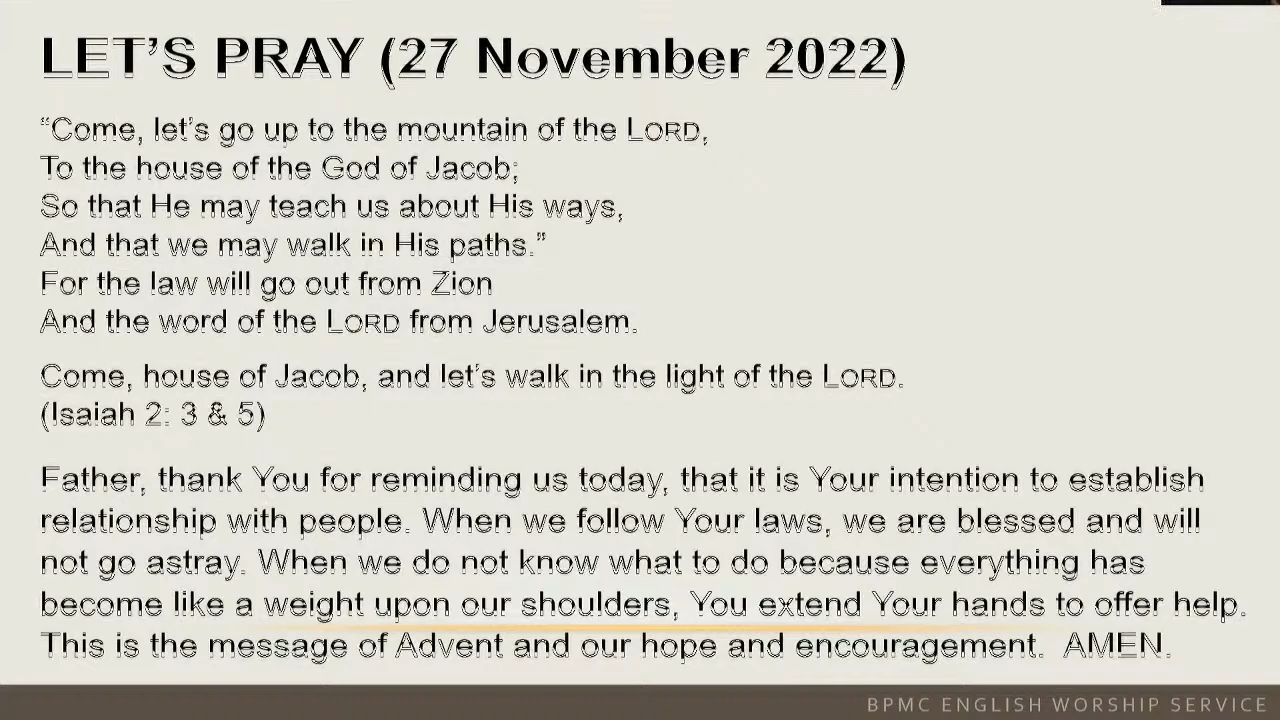 LET’S PRAY (27 November 2022)
“Come, let’s go up to the mountain of the LORD,
To the house of the God of Jacob;
So that He may teach us about His ways,
And that we may walk in His paths.”
For the law will go out from Zion
And the word of the LORD from Jerusalem.
Come, house of Jacob, and let’s walk in the light of the LORD.
(Isaiah 2: 3 & 5)
Father, thank You for reminding us today, that it is Your intention to establish
relationship with people. When we follow Your laws, we are blessed and will
not go astray. When we do not know what to do because everything has
become like a weight upon our shoulders, You extend Your hands to offer help.
This is the message of Advent and our hope and encouragement.  AMEN.
BPMC ENGLISH WORSHIP SERVICE